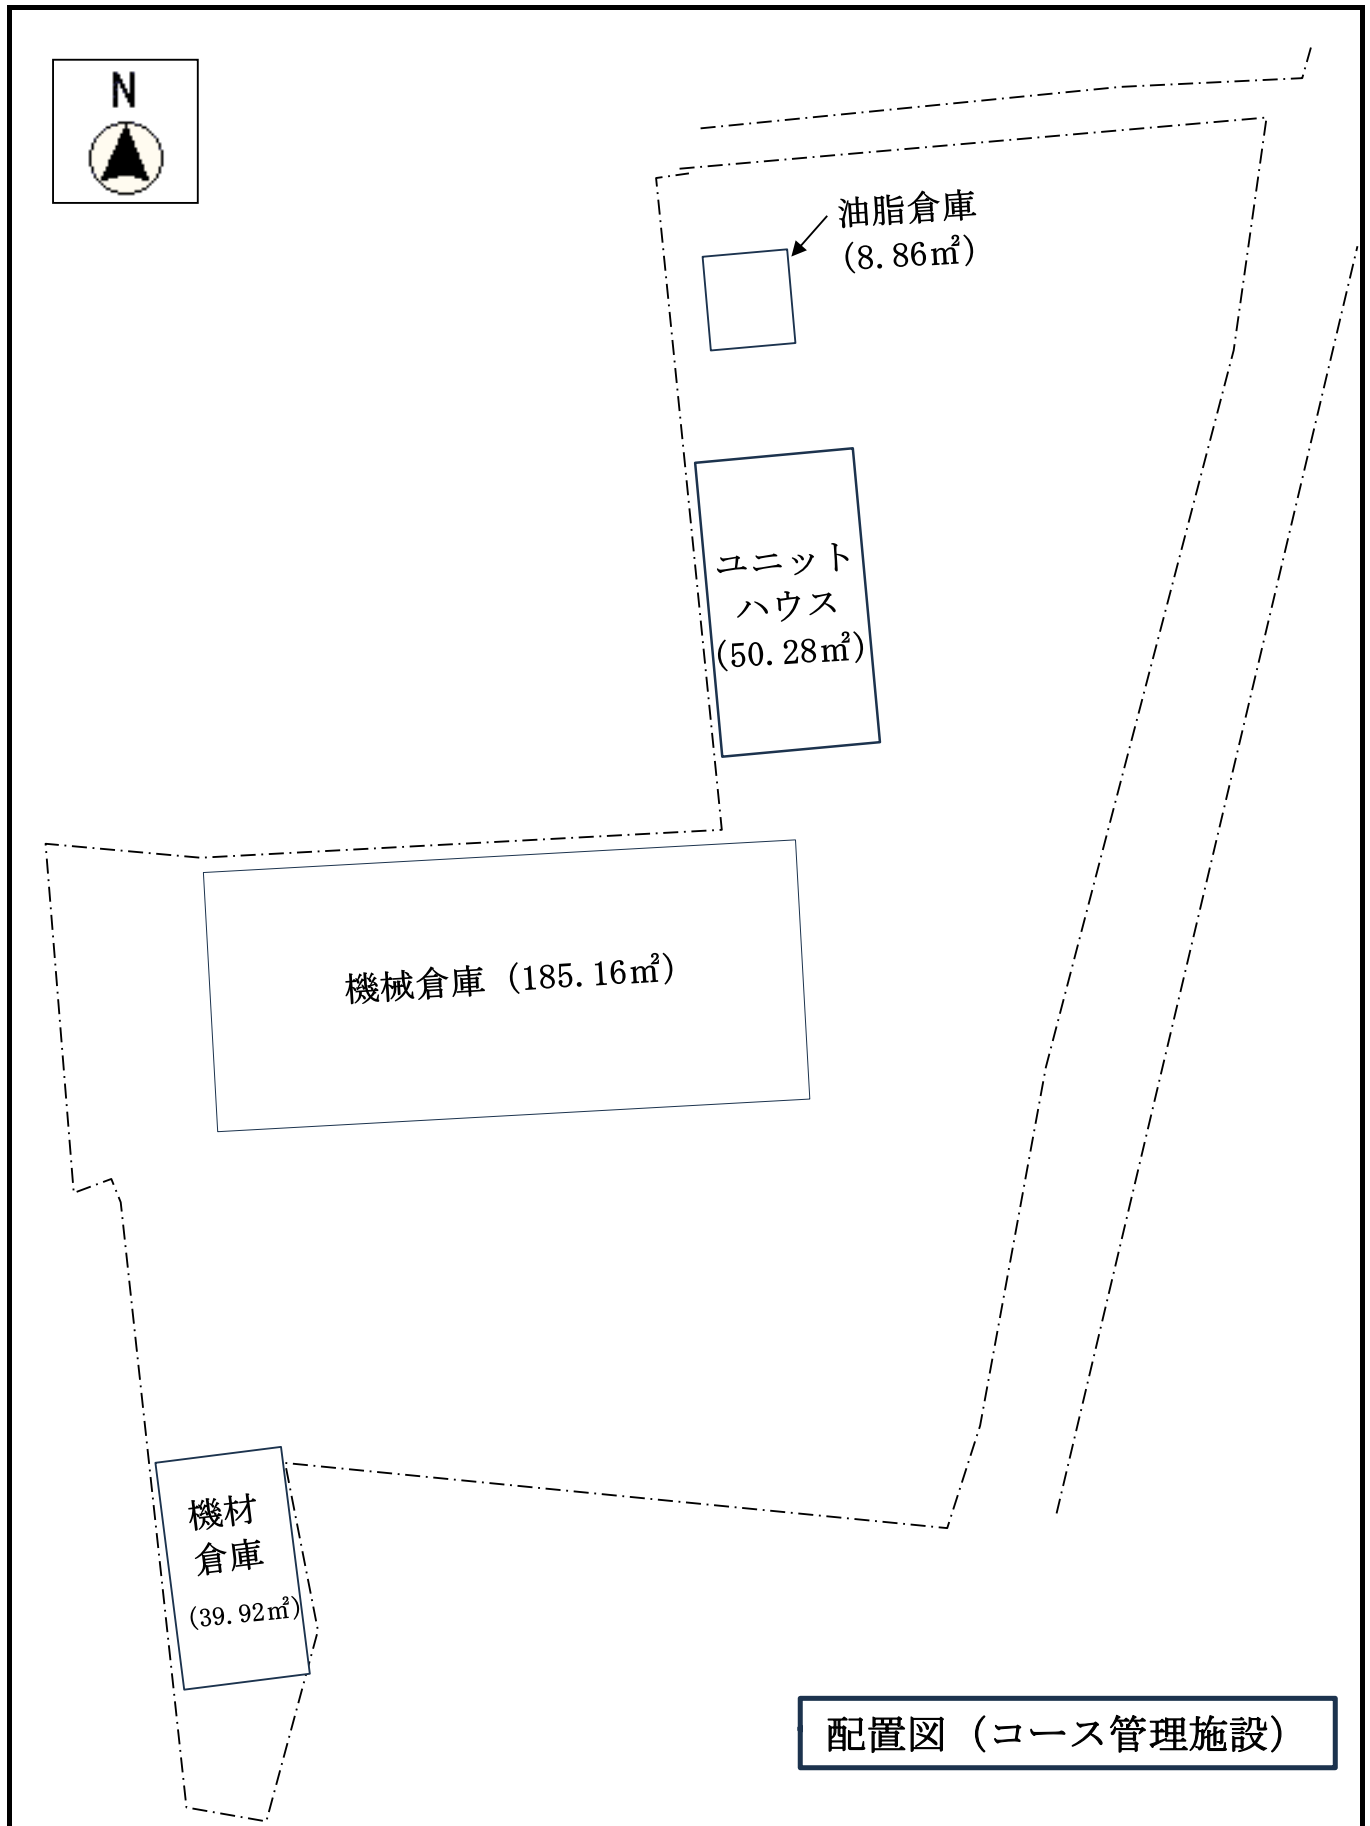 N
油脂倉庫
(8.86㎡)
ユニット
ハウス
(50.28㎡)
機械倉庫（185.16㎡）
機材
倉庫
(39.92㎡)
配置図（コース管理施設）